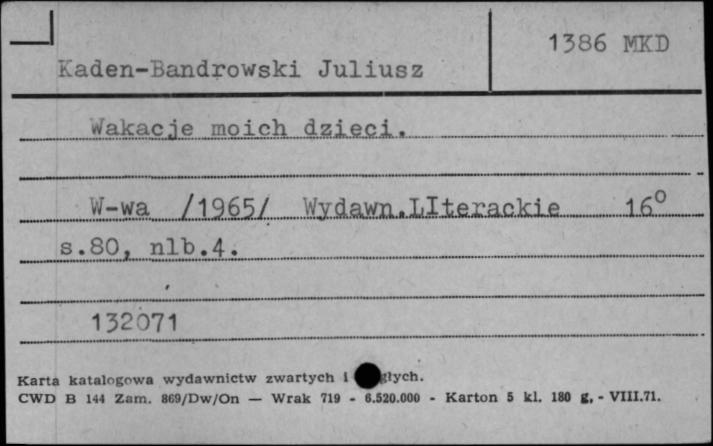 1386 MKD
Kaden-Bandrowski Juliusz
Wakacje moich dzieci.
W-wa /1965/ Wydawn.LIterackie 16°
s.80, nlb.4.
132071
Karta katalogowa wydawnictw zwartych i
CWD B 144 Zam. 869/Dw/On — Wrak 719 - 6.520.000 - Karton 5 kl. 180 g. - VIII.71.